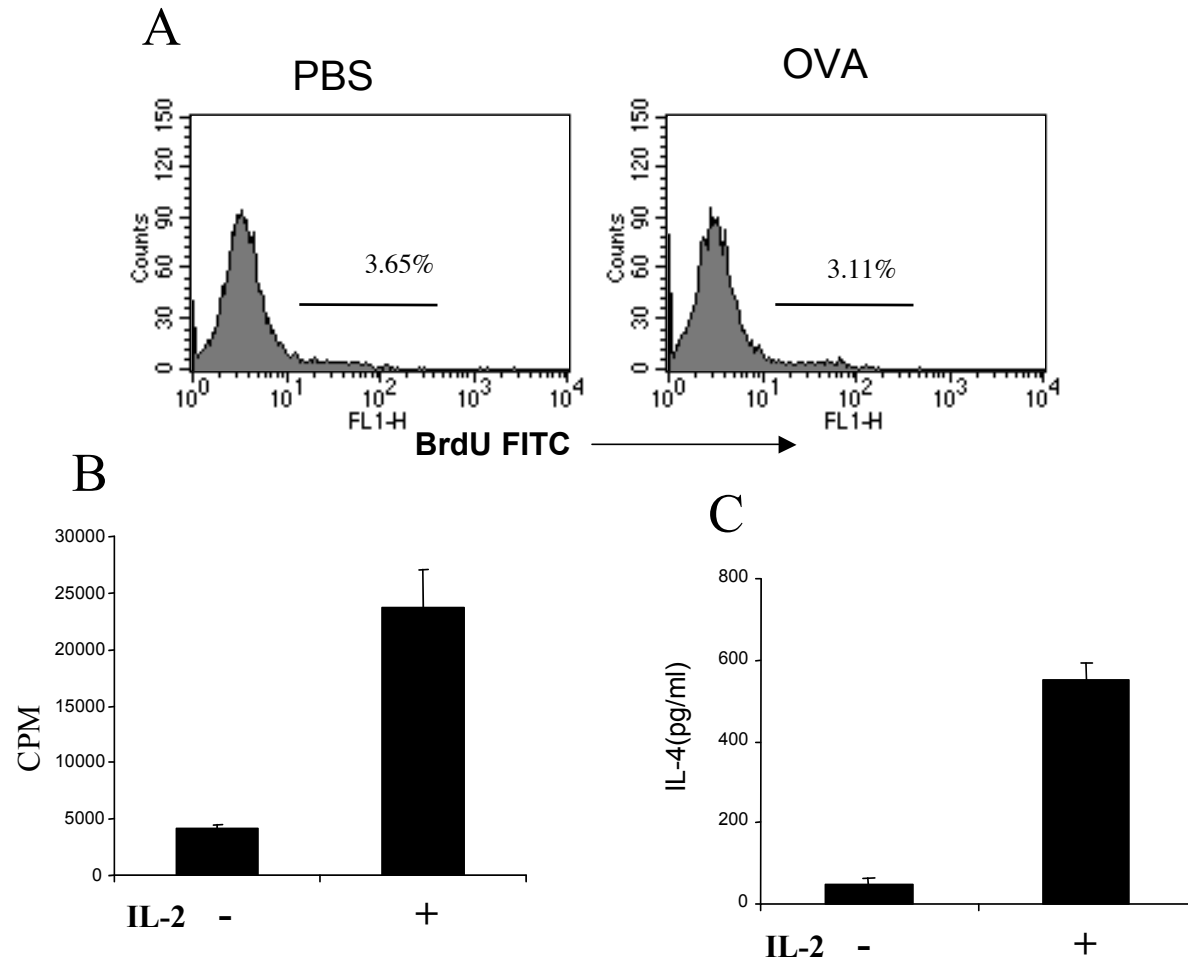 A
PBS
OVA
150
120
90
60
30
0
Counts
3.65%
10^0 10^1 10^2 10^3 10^4
FL1-H
150
120
90
60
30
0
Counts
3.11%
10^0 10^1 10^2 10^3 10^4
FL1-H
BrdU FITC
B
30000
25000
20000
15000
10000
5000
0
CPM
IL-2 - +
C
800
600
400
200
0
IL-4(pg/ml)
IL-2 - +